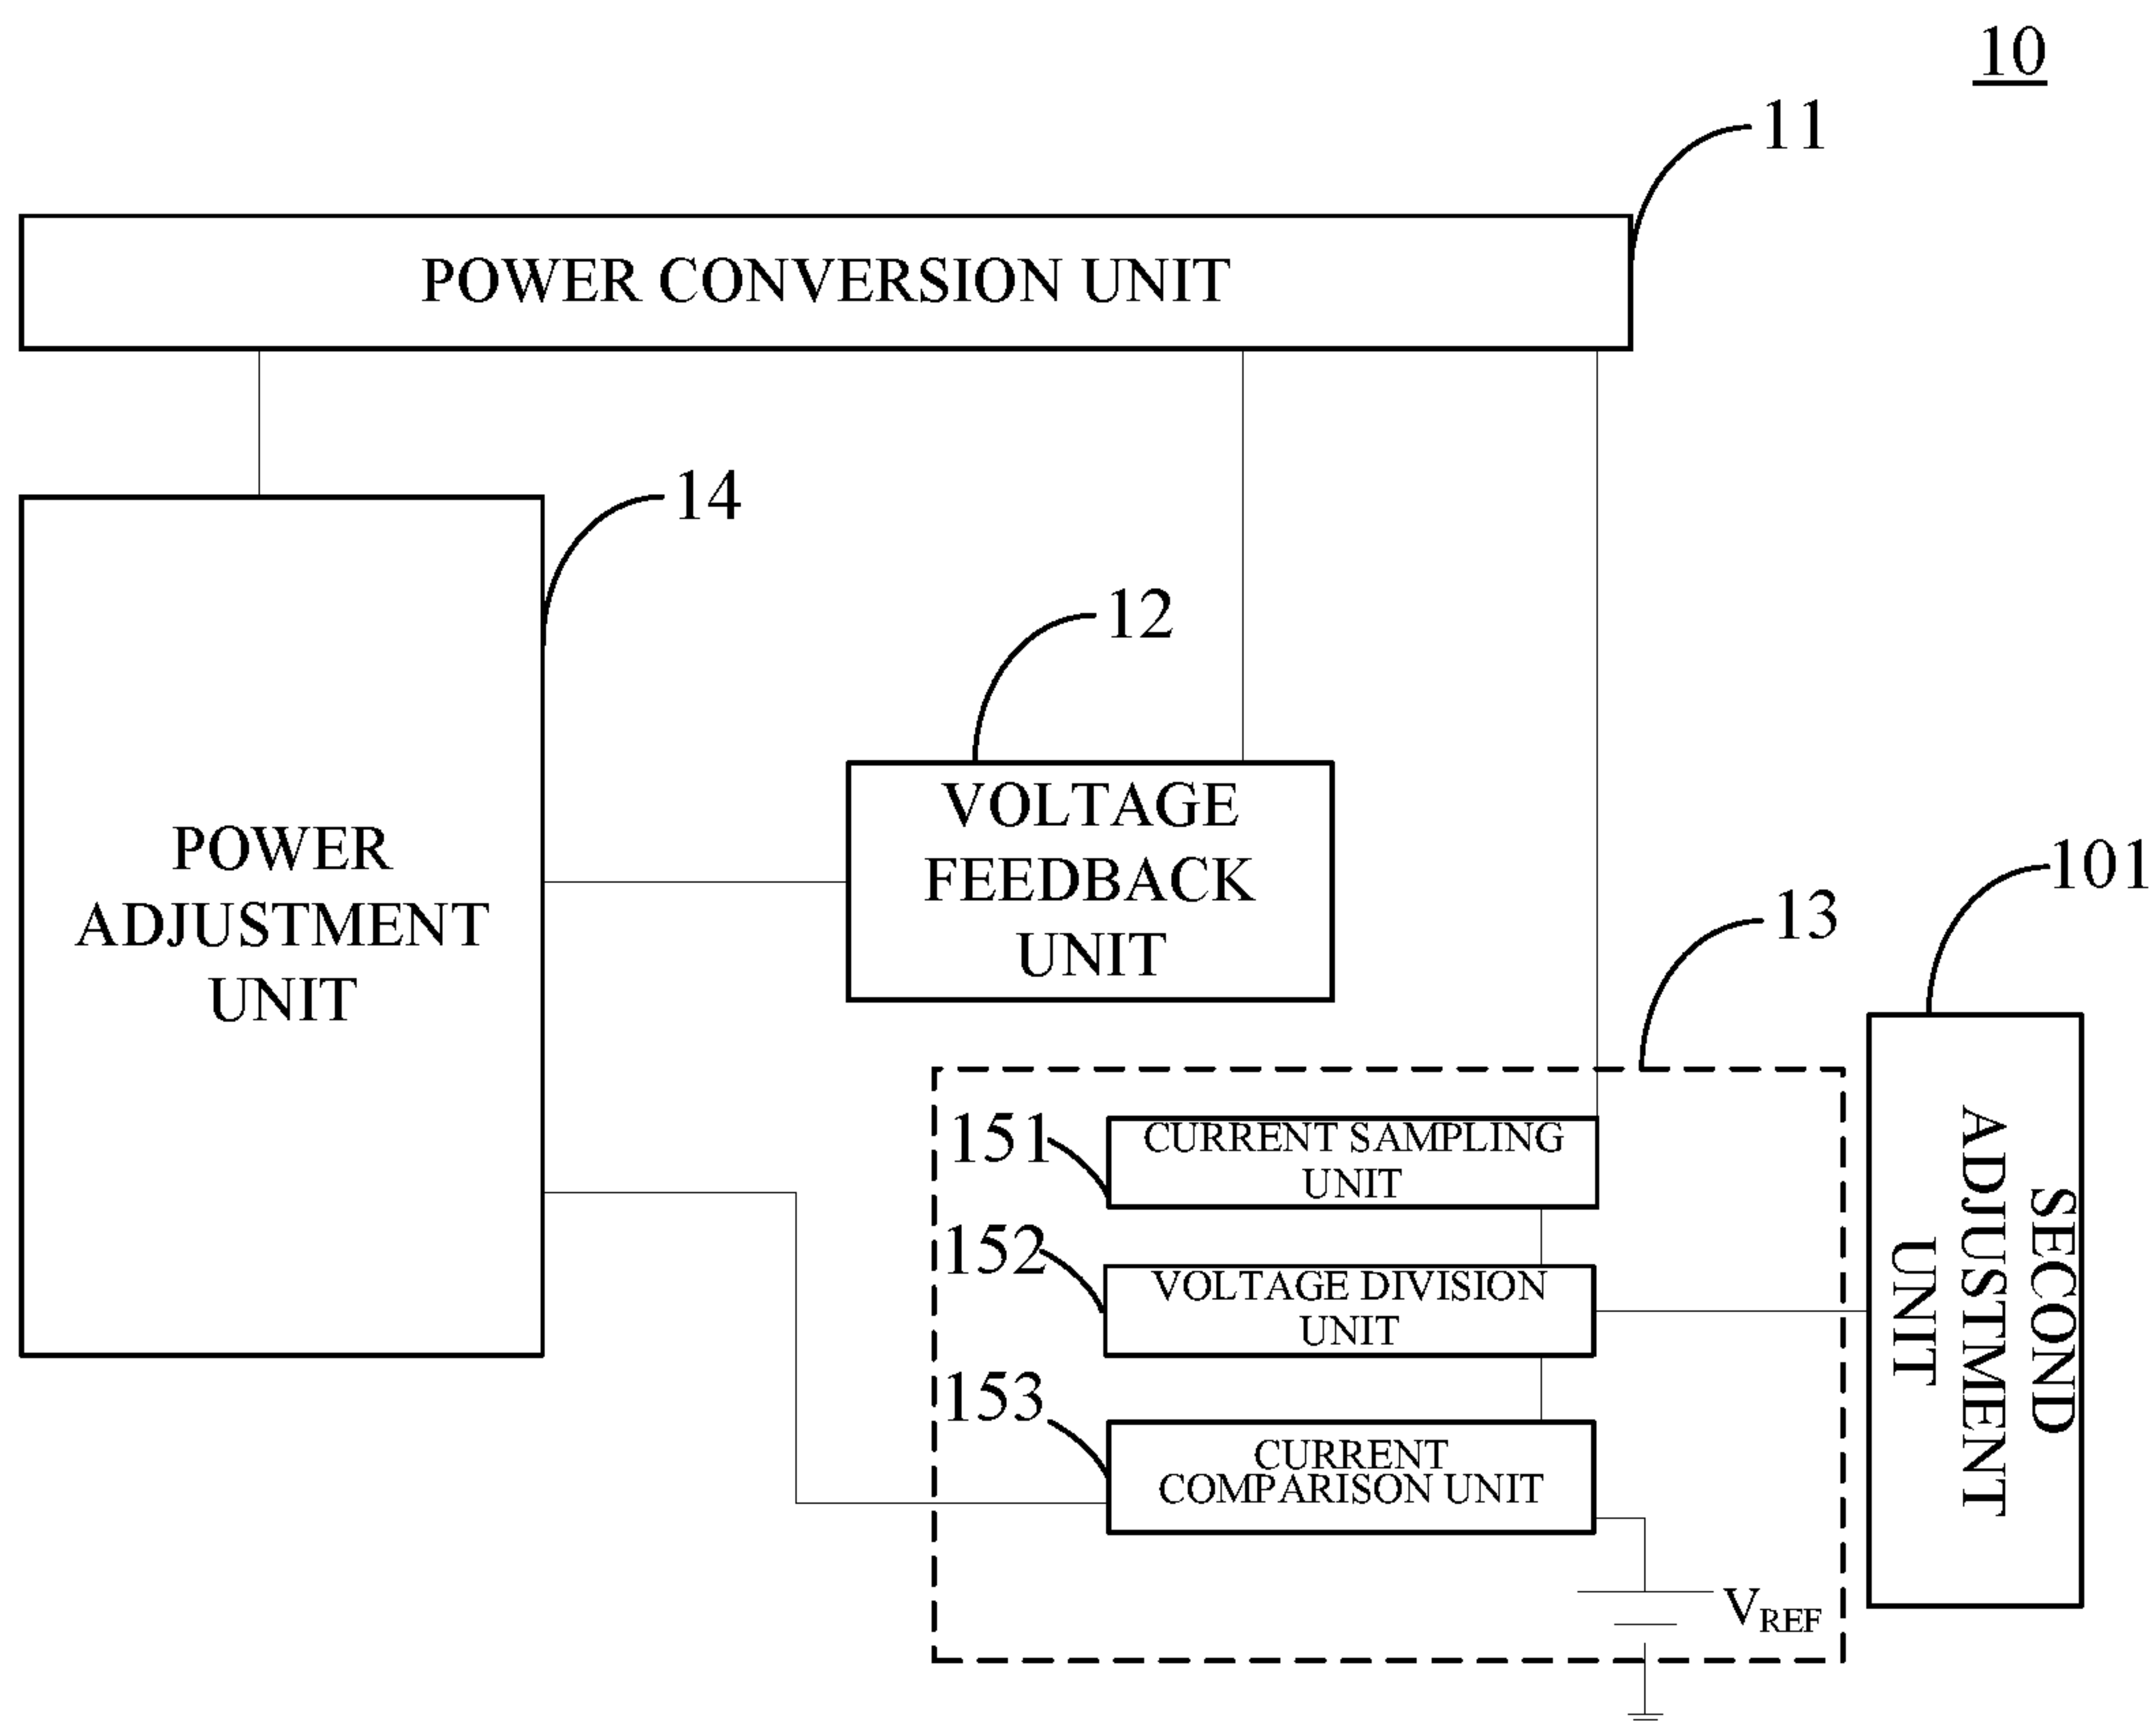 10
11
POWER CONVERSION UNIT
14
12
VOLTAGE
FEEDBACK
UNIT
POWER
ADJUSTMENT
UNIT
101
13
SECOND
ADJUSTMENT
UNIT
151
CURRENT SAMPLING
UNIT
152
VOLTAGE DIVISION
UNIT
153
CURRENT
COMPARISON UNIT
VREF